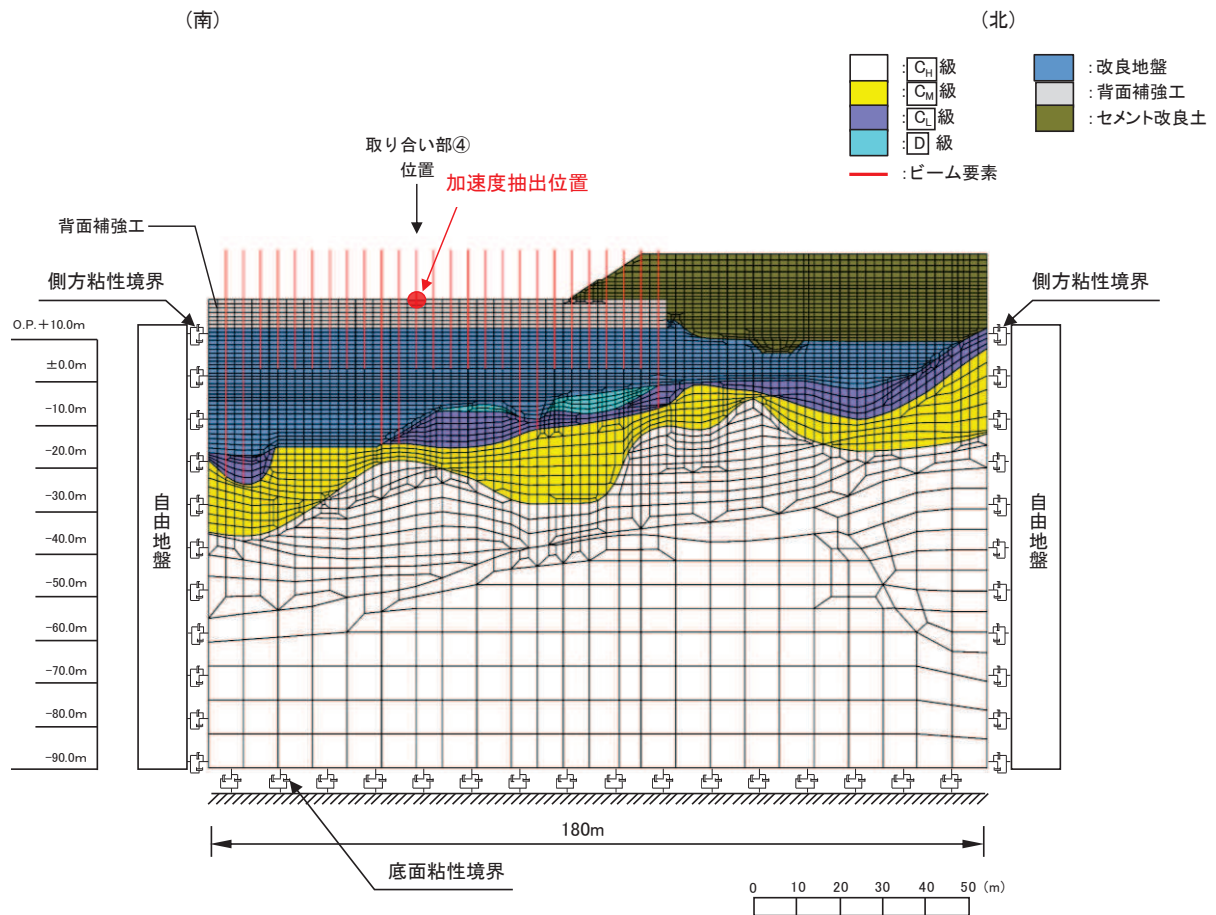 (南)
(北)
:CH級
:CM級
:CL級
:D級
:ビーム要素
:改良地盤
:背面補強工
:セメント改良土
取り合い部④
位置
加速度抽出位置
背面補強工
側方粘性境界
側方粘性境界
O.P.+10.0m
±0.0m
-10.0m
-20.0m
-30.0m
-40.0m
-50.0m
-60.0m
-70.0m
-80.0m
-90.0m
自由地盤
自由地盤
180m
底面粘性境界
0 10 20 30 40 50 (m)